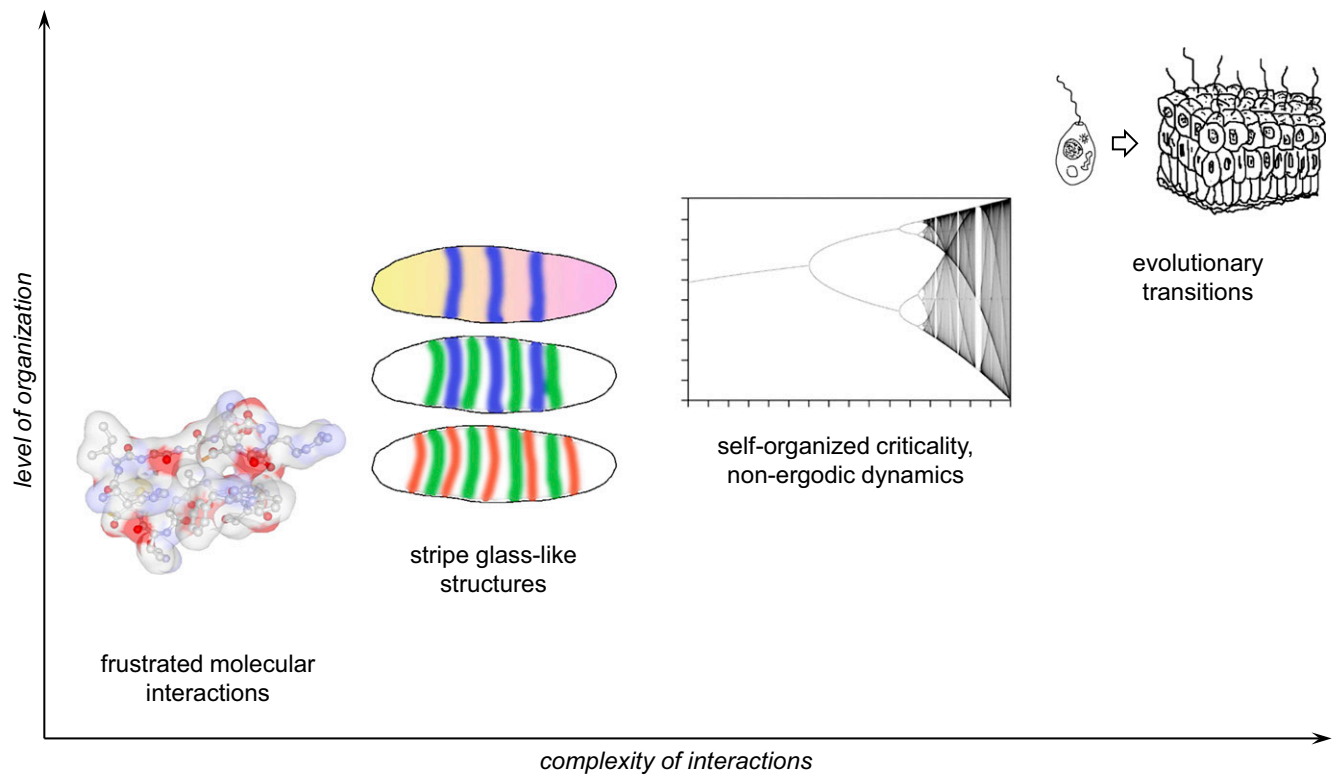 level of organization
evolutionary
transitions
self-organized criticality,
non-ergodic dynamics
stripe glass-like
structures
frustrated molecular
interactions
complexity of interactions